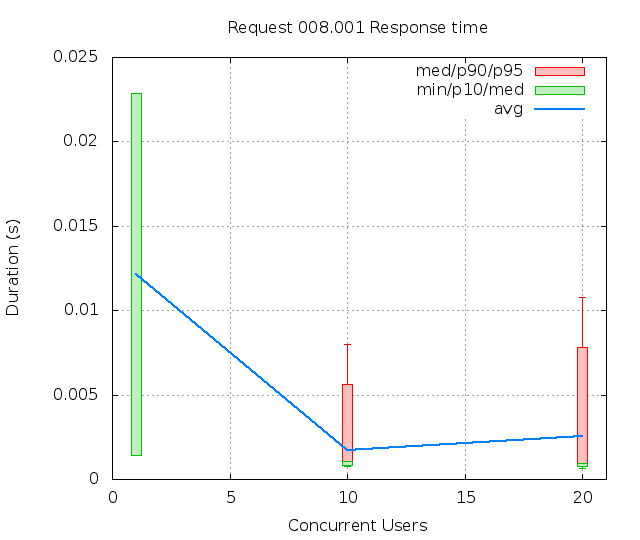 Request 008.001 Response time
0.025
0.02
0.015
0.01
0.005
0
Duration (s)
med/p90/p95
min/p10/med
avg
0 5 10 15 20
Concurrent Users